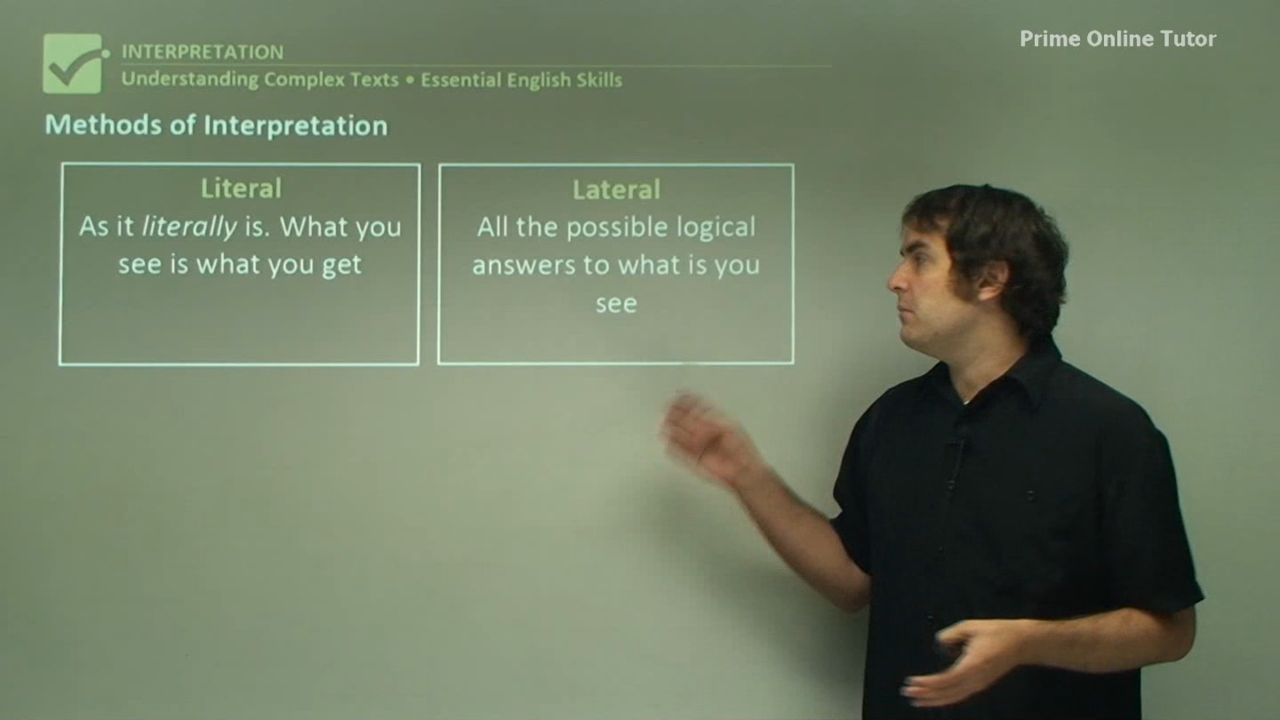 Prime Online Tutor
INTERPRETATION
Understanding Complex Texts • Essential English Skills
Methods of Interpretation
Literal
As it literally is. What you
see is what you get
Lateral
All the possible logical
answers to what is you
see